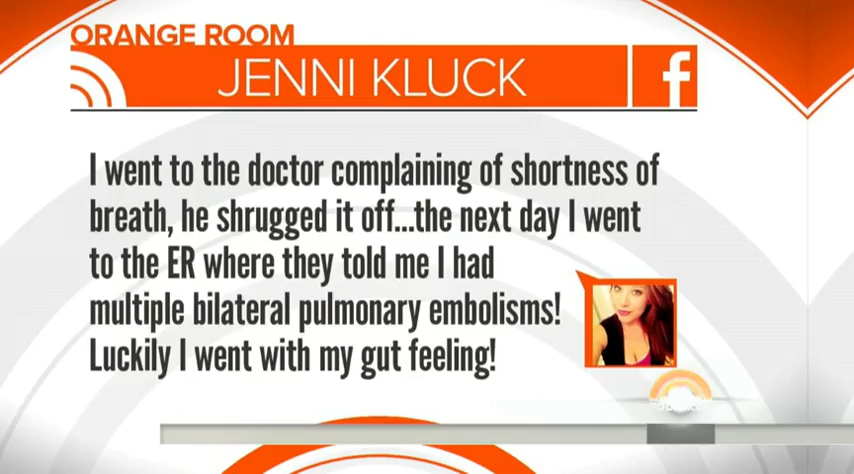 ORANGE ROOM
JENNI KLUCK
f
I went to the doctor complaining of shortness of
breath, he shrugged it off...the next day I went
to the ER where they told me I had
multiple bilateral pulmonary embolisms!
Luckily I went with my gut feeling!